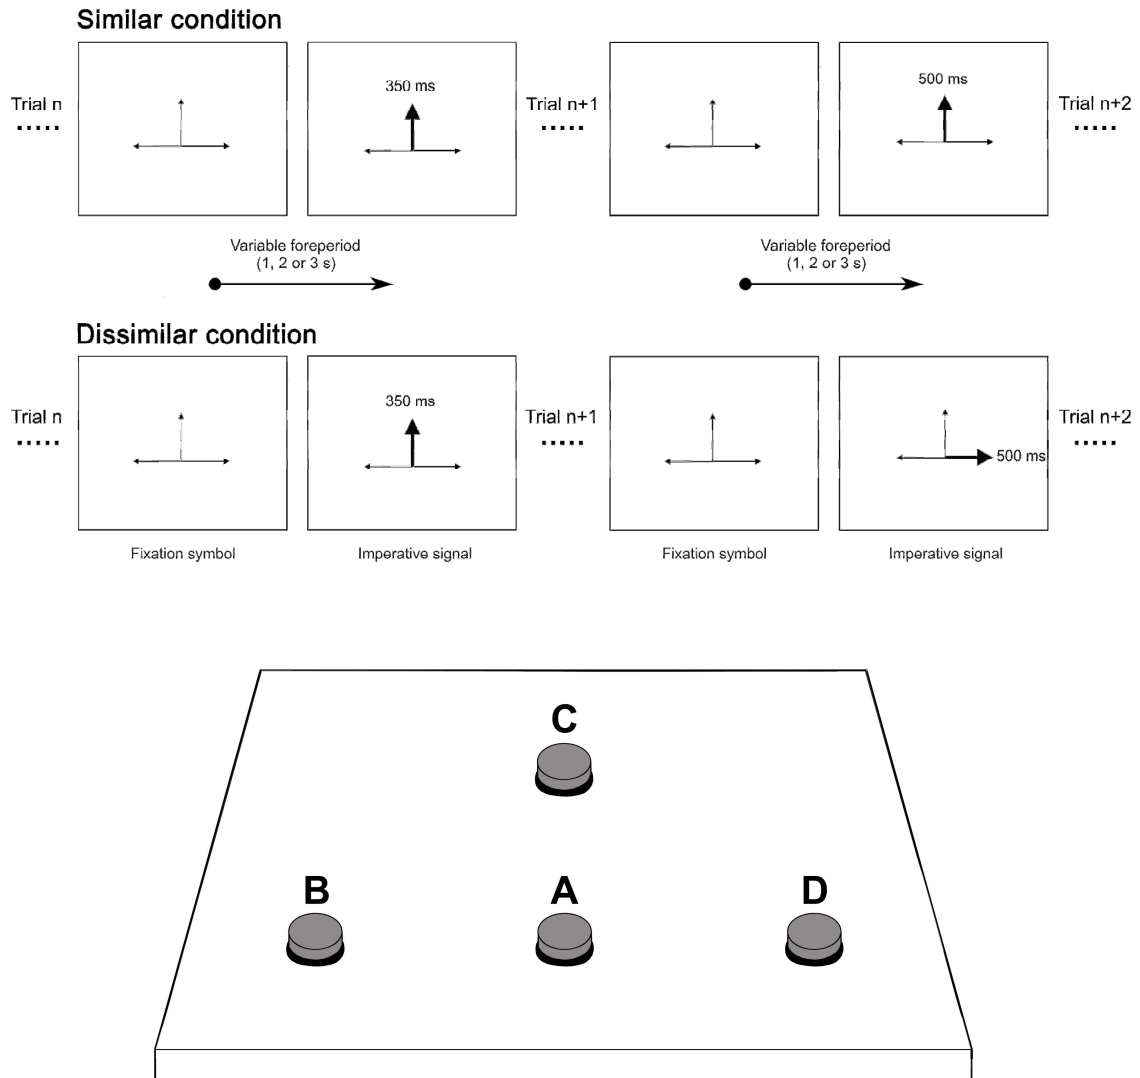 Similar condition
Trial n
.....
350 ms
Trial n+1
.....
500 ms
Trial n+2
.....
Variable foreperiod
(1, 2 or 3 s)
Variable foreperiod
(1, 2 or 3 s)
Dissimilar condition
Trial n
.....
350 ms
Trial n+1
.....
500 ms
Trial n+2
.....
Fixation symbol
Imperative signal
Fixation symbol
Imperative signal
C
B
A
D